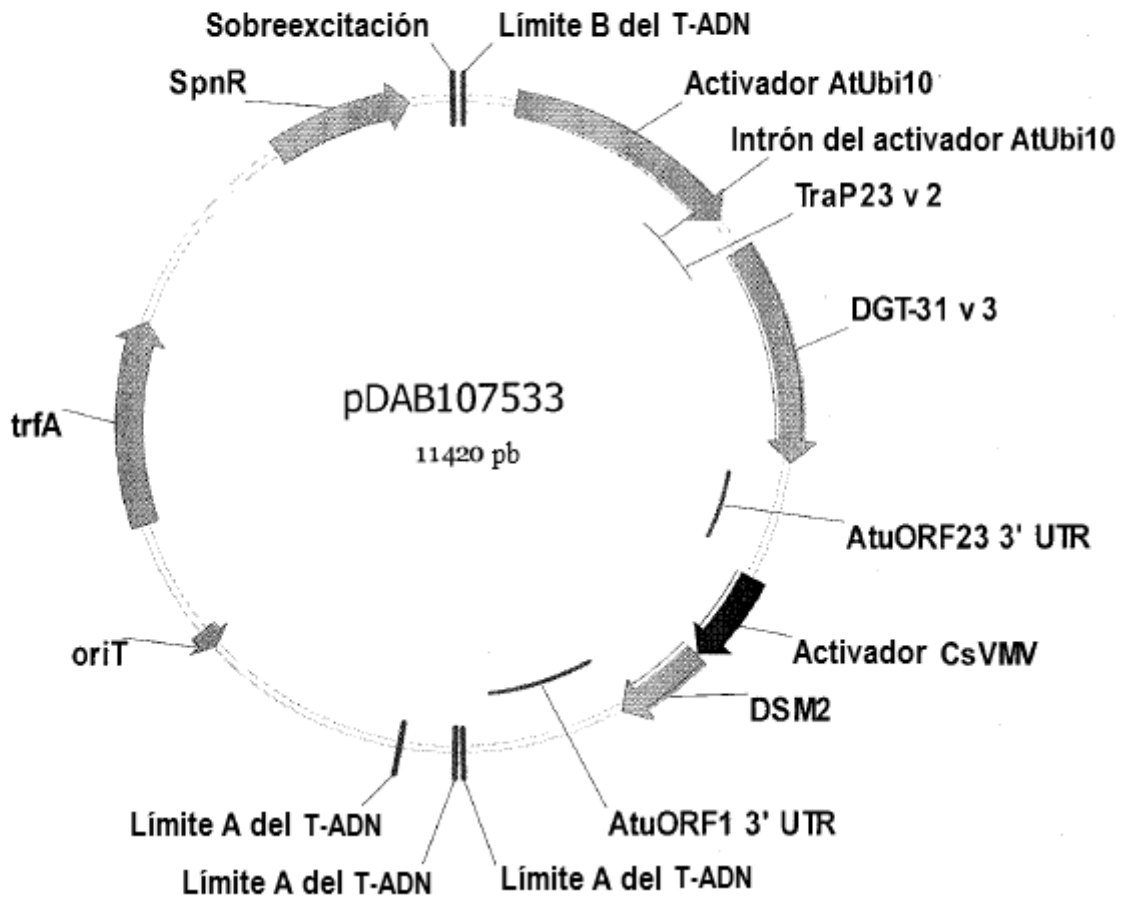 Sobreexcitación
Límite B del T-ADN
SpnR
Activador AtUbi10
Intrón del activador AtUbi10
TraP23 v 2
DGT-31 v 3
pDAB107533
11420 pb
trfA
AtuORF23 3' UTR
oriT
Activador CsVMV
DSM2
Límite A del T-ADN
AtuORF1 3' UTR
Límite A del T-ADN
Límite A del T-ADN